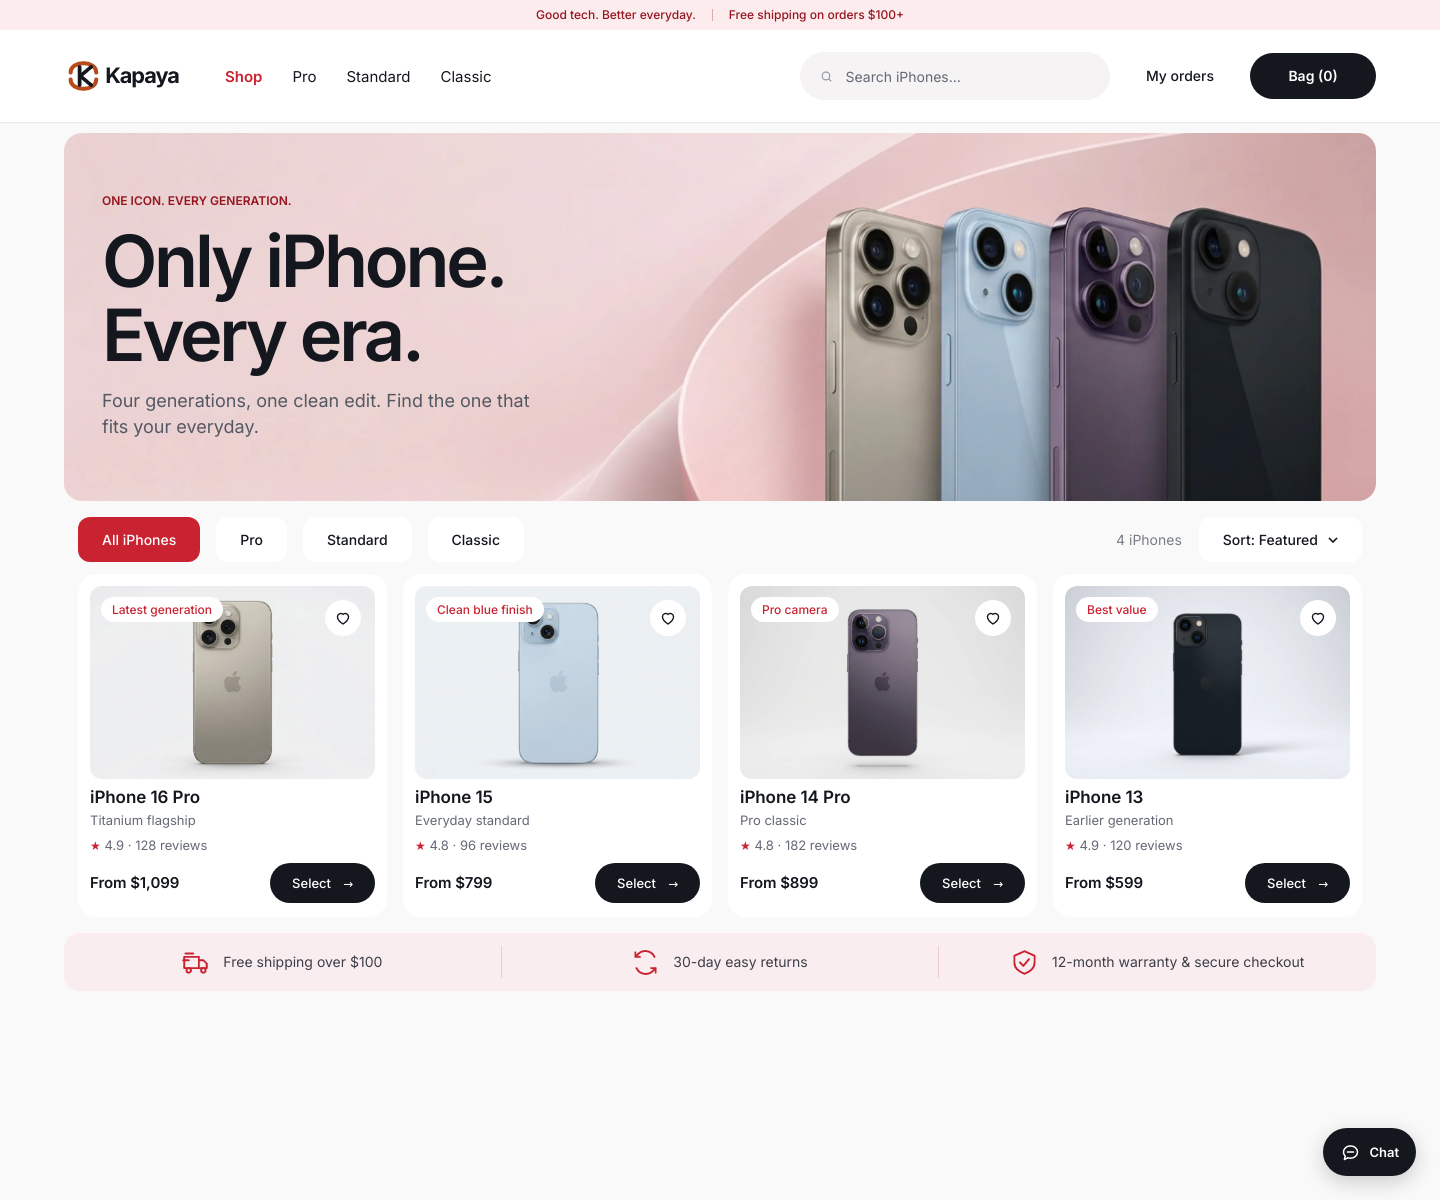 Good tech. Better everyday.
Free shipping on orders $100+
Kapaya
Shop
Pro
Standard
Classic
Search iPhones...
My orders
Bag (0)
ONE ICON. EVERY GENERATION.
Only iPhone.
Every era.
Four generations, one clean edit. Find the one that
fits your everyday.
All iPhones
Pro
Standard
Classic
4 iPhones
Sort: Featured
Latest generation
iPhone 16 Pro
Titanium flagship
★ 4.9 · 128 reviews
From $1,099
Select →
Clean blue finish
iPhone 15
Everyday standard
★ 4.8 · 96 reviews
From $799
Select →
Pro camera
iPhone 14 Pro
Pro classic
★ 4.8 · 182 reviews
From $899
Select →
Best value
iPhone 13
Earlier generation
★ 4.9 · 120 reviews
From $599
Select →
Free shipping over $100
30-day easy returns
12-month warranty & secure checkout
Chat